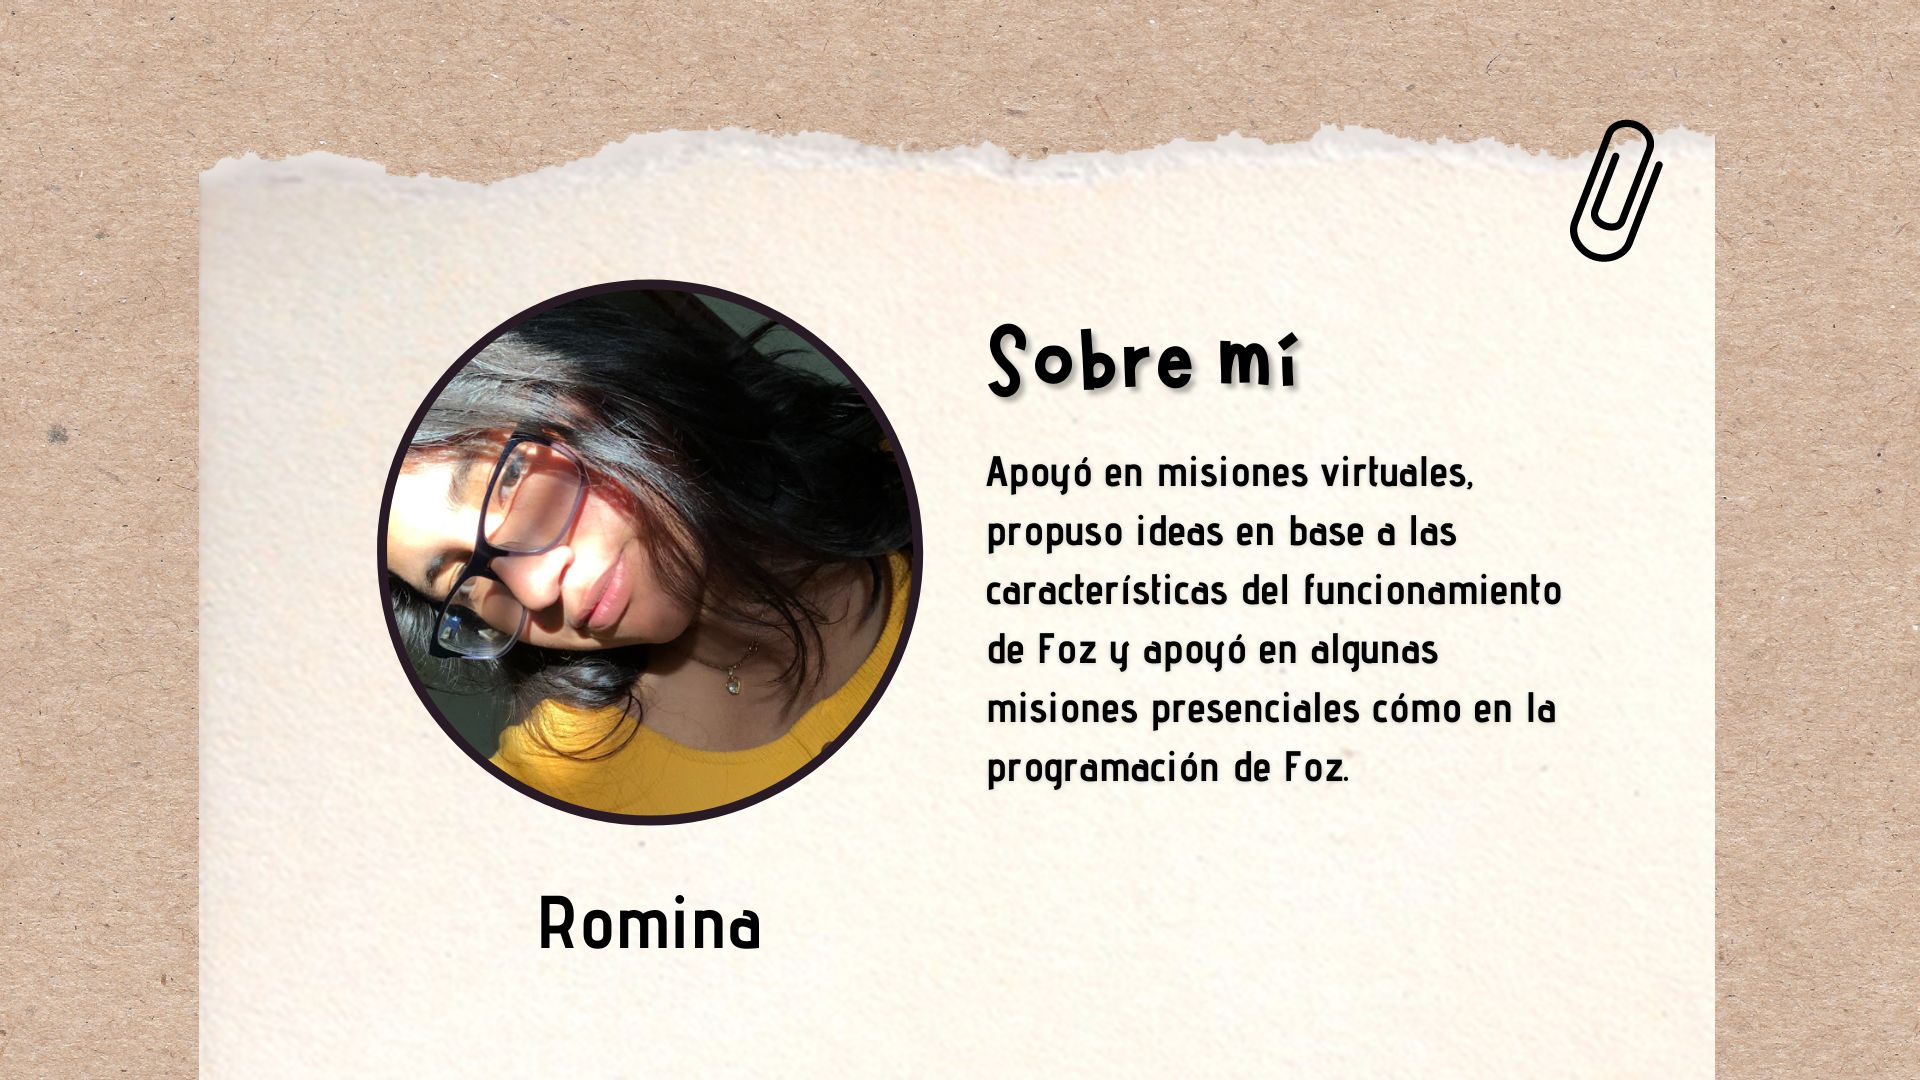 Sobre mí
Apoyó en misiones virtuales,
propuso ideas en base a las
características del funcionamiento
de Foz y apoyó en algunas
misiones presenciales cómo en la
programación de Foz.
Romina